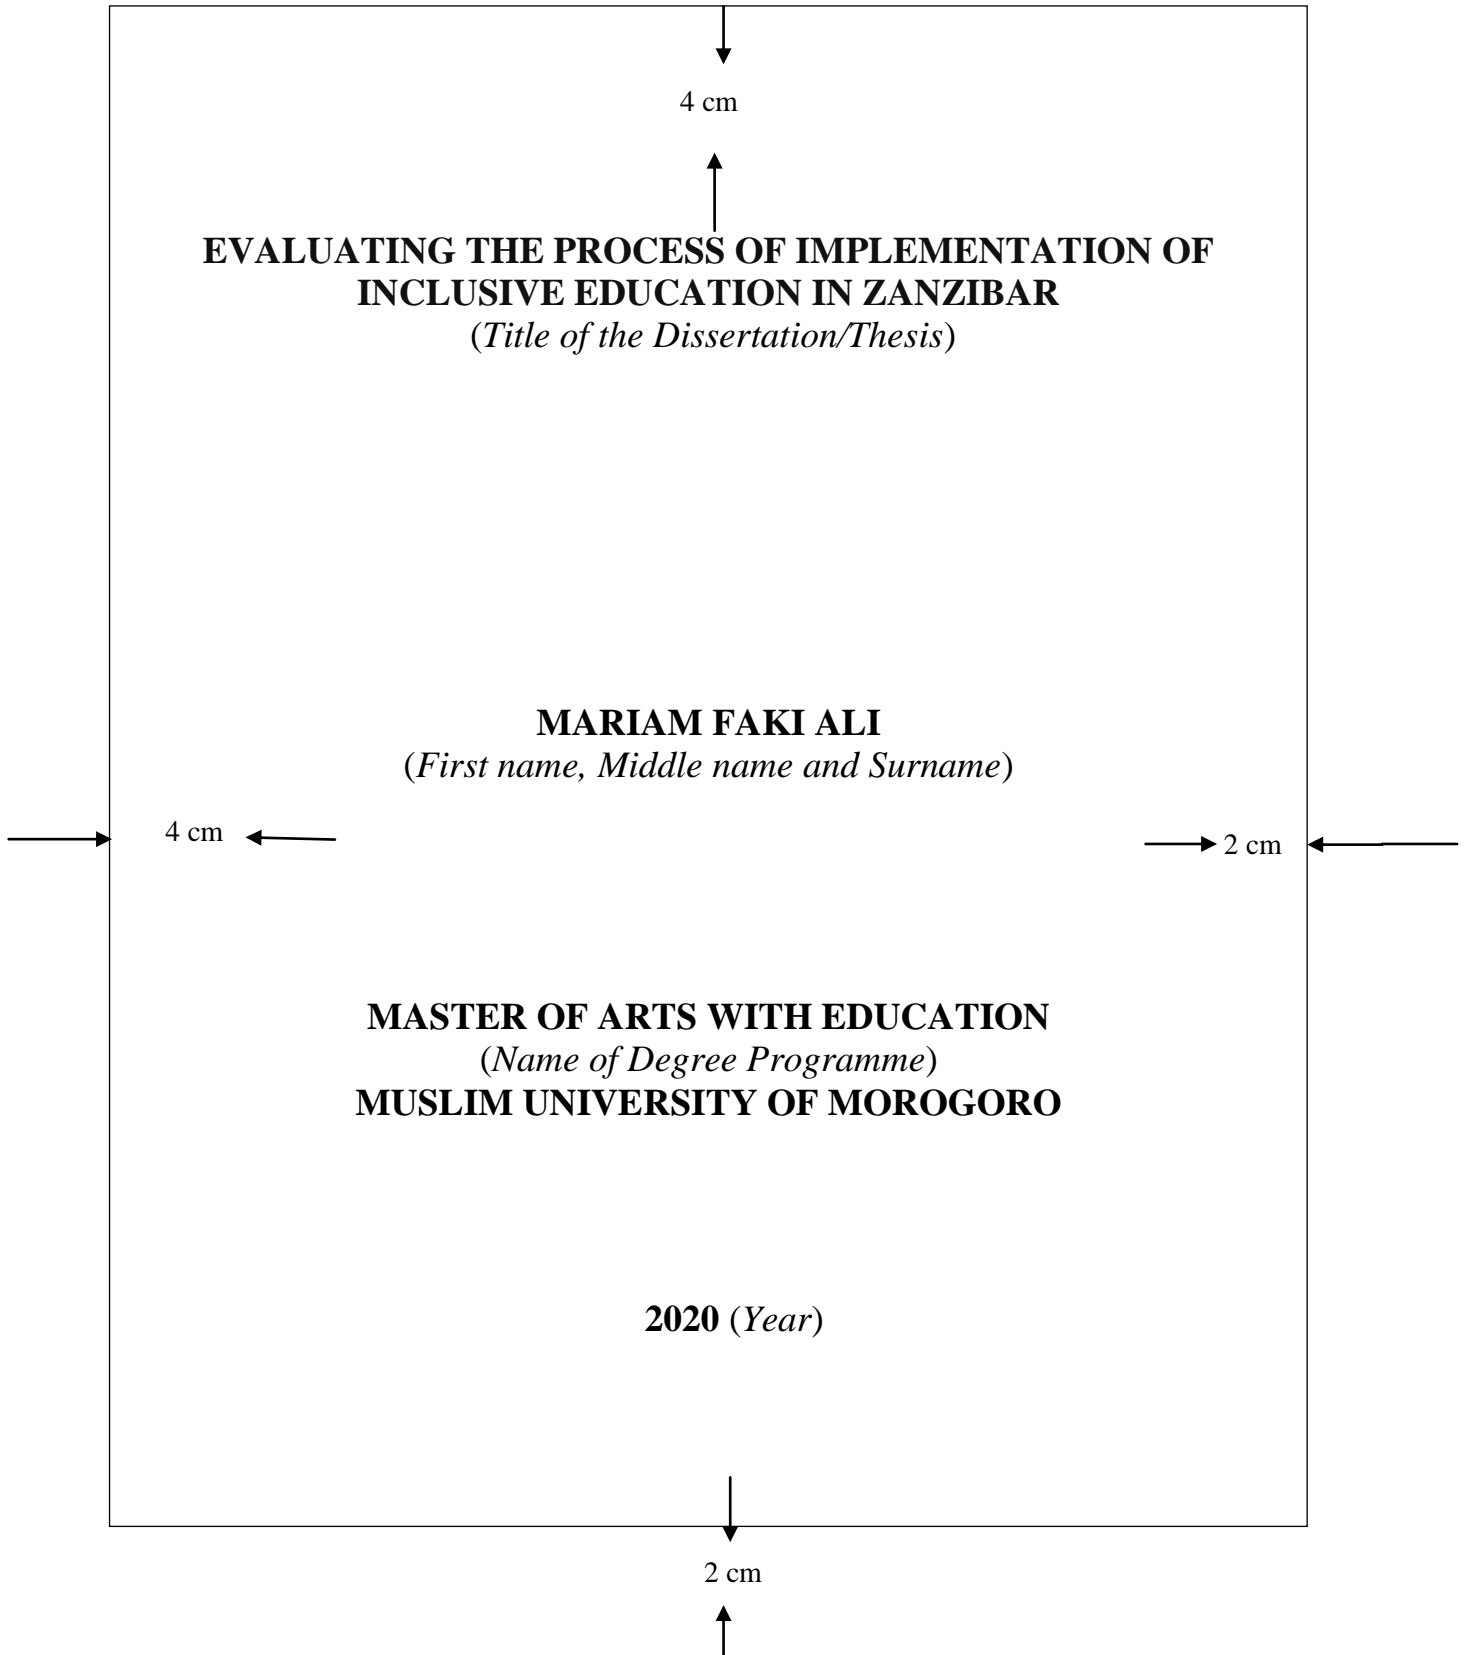 4 cm
EVALUATING THE PROCESS OF IMPLEMENTATION OF
INCLUSIVE EDUCATION IN ZANZIBAR
(Title of the Dissertation/Thesis)
MARIAM FAKI ALI
(First name, Middle name and Surname)
4 cm
2 cm
MASTER OF ARTS WITH EDUCATION
(Name of Degree Programme)
MUSLIM UNIVERSITY OF MOROGORO
2020 (Year)
2 cm